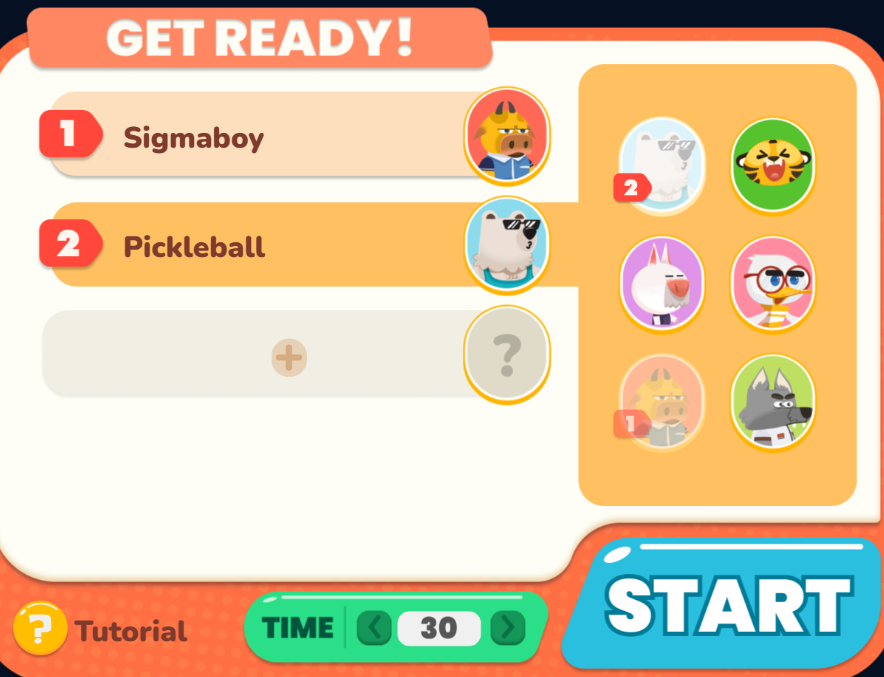 GET READY!
1 Sigmaboy
2 Pickleball
?
2
1
? Tutorial
TIME 30
START